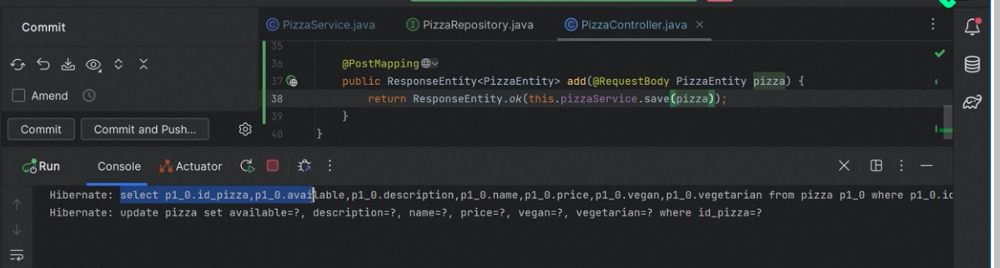 Commit
PizzaService.java
PizzaRepository.java
PizzaController.java
35
36 @PostMapping
37 public ResponseEntity<PizzaEntity> add(@RequestBody PizzaEntity pizza) {
38 return ResponseEntity.ok(this.pizzaService.save(pizza));
39 }
40 }
Amend
Commit
Commit and Push...
Run
Console
Actuator
Hibernate: select p1_0.id_pizza,p1_0.available,p1_0.description,p1_0.name,p1_0.price,p1_0.vegan,p1_0.vegetarian from pizza p1_0 where p1_0.id
Hibernate: update pizza set available=?, description=?, name=?, price=?, vegan=?, vegetarian=? where id_pizza=?